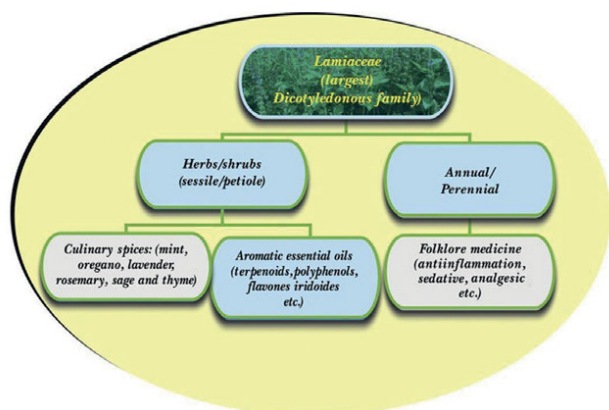 Lamiaceae
(largest)
Dicotyledonous family)
Herbs/shrubs
(sessile/petiole)
Annual/
Perennial
Culinary spices: (mint,
oregano, lavender,
rosemary, sage and thyme)
Aromatic essential oils
(terpenoids,polyphenols,
flavones iridoides
etc.)
Folklore medicine
(antiinflammation,
sedative, analgesic
etc.)